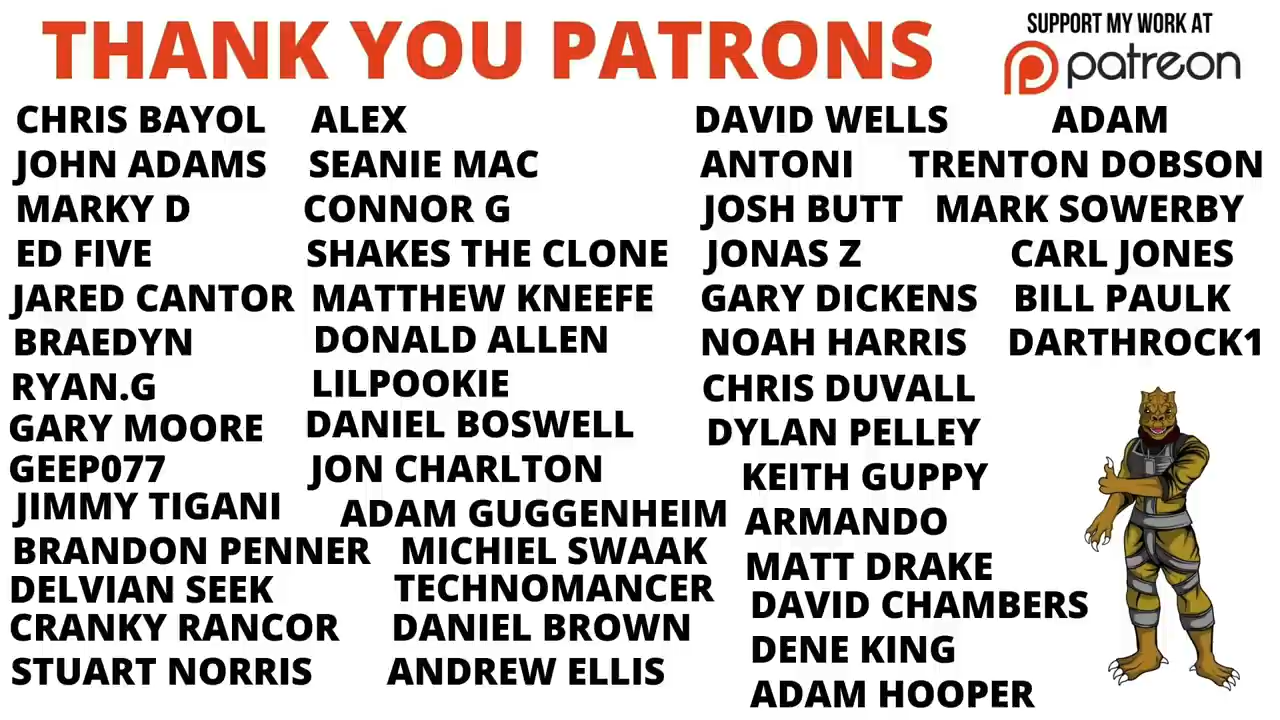 THANK YOU PATRONS
SUPPORT MY WORK AT
patreon
CHRIS BAYOL
JOHN ADAMS
MARKY D
ED FIVE
JARED CANTOR
BRAEDYN
RYAN.G
GARY MOORE
GEEP077
JIMMY TIGANI
BRANDON PENNER
DELVIAN SEEK
CRANKY RANCOR
STUART NORRIS
ALEX
SEANIE MAC
CONNOR G
SHAKES THE CLONE
MATTHEW KNEEFE
DONALD ALLEN
LILPOOKIE
DANIEL BOSWELL
JON CHARLTON
ADAM GUGGENHEIM
MICHIEL SWAAK
TECHNOMANCER
DANIEL BROWN
ANDREW ELLIS
DAVID WELLS
ANTONI
JOSH BUTT
JONAS Z
GARY DICKENS
NOAH HARRIS
CHRIS DUVALL
DYLAN PELLEY
KEITH GUPPY
ARMANDO
MATT DRAKE
DAVID CHAMBERS
DENE KING
ADAM HOOPER
ADAM
TRENTON DOBSON
MARK SOWERBY
CARL JONES
BILL PAULK
DARTHROCK1